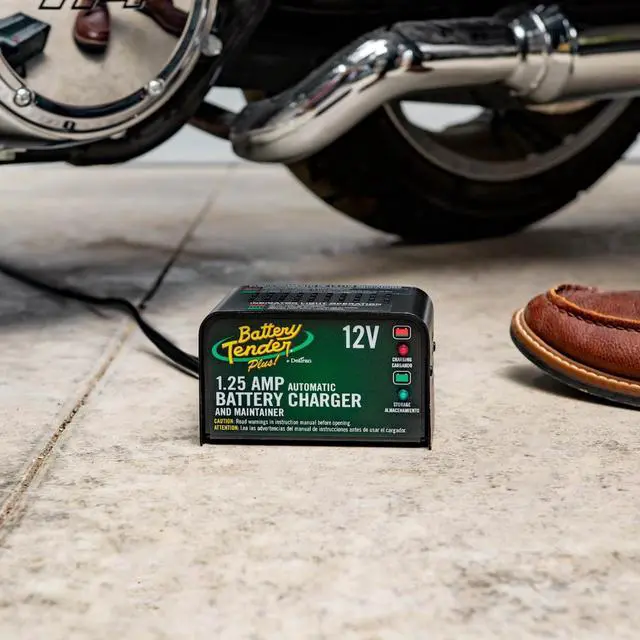 Battery
Tender
Plus!
by Deltran
12V
1.25 AMP AUTOMATIC
BATTERY CHARGER
AND MAINTAINER
CAUTION: Read warnings in instruction manual before opening.
ATTENTION: Lea las advertencias del manual de instrucciones antes de usar el cargador.
CHARGING
CARGANDO
STORAGE
ALMACENAMIENTO